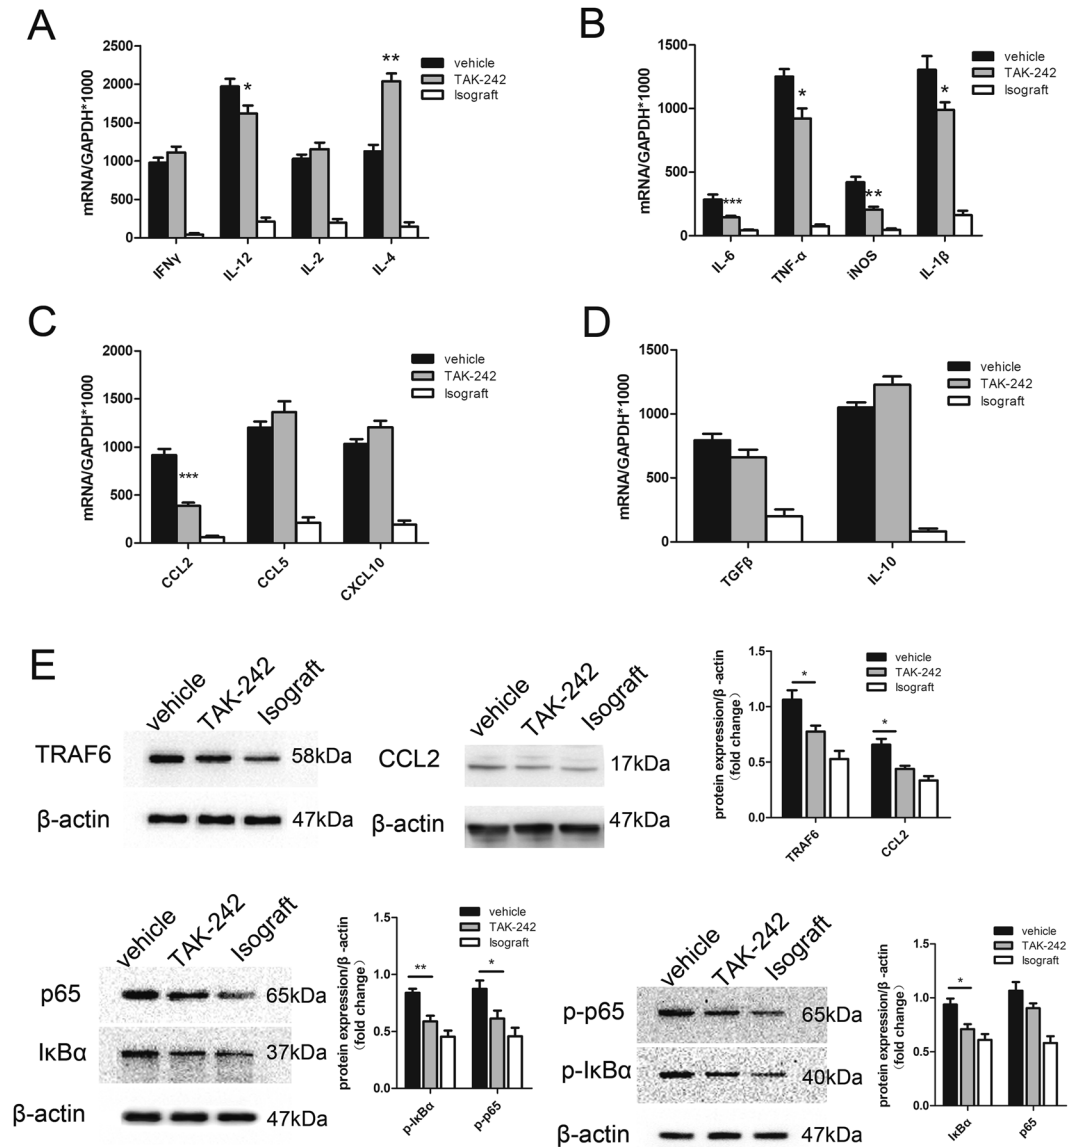 A
mRNA/GAPDH*1000
2500
2000
1500
1000
500
0
*
**
vehicle
TAK-242
Isograft
IFNγ
IL-12
IL-2
IL-4
B
mRNA/GAPDH*1000
1500
1000
500
0
***
*
**
*
vehicle
TAK-242
Isograft
IL-6
TNF-α
iNOS
IL-1β
C
mRNA/GAPDH*1000
2000
1500
1000
500
0
***
vehicle
TAK-242
Isograft
CCL2
CCL5
CXCL10
D
mRNA/GAPDH*1000
1500
1000
500
0
vehicle
TAK-242
Isograft
TGFβ
IL-10
E
vehicle
TAK-242
Isograft
TRAF6
58kDa
β-actin
47kDa
vehicle
TAK-242
Isograft
CCL2
17kDa
β-actin
47kDa
protein expression/β -actin
(fold change)
1.5
1.0
0.5
0.0
*
*
vehicle
TAK-242
Isograft
TRAF6
CCL2
vehicle
TAK-242
Isograft
p65
65kDa
IκBα
37kDa
β-actin
47kDa
protein expression/β -actin
(fold change)
1.5
1.0
0.5
0.0
**
*
vehicle
TAK-242
Isograft
p-IκBα
p-p65
vehicle
TAK-242
Isograft
p-p65
65kDa
p-IκBα
40kDa
β-actin
47kDa
protein expression/β -actin
(fold change)
1.5
1.0
0.5
0.0
*
vehicle
TAK-242
Isograft
IκBα
p65